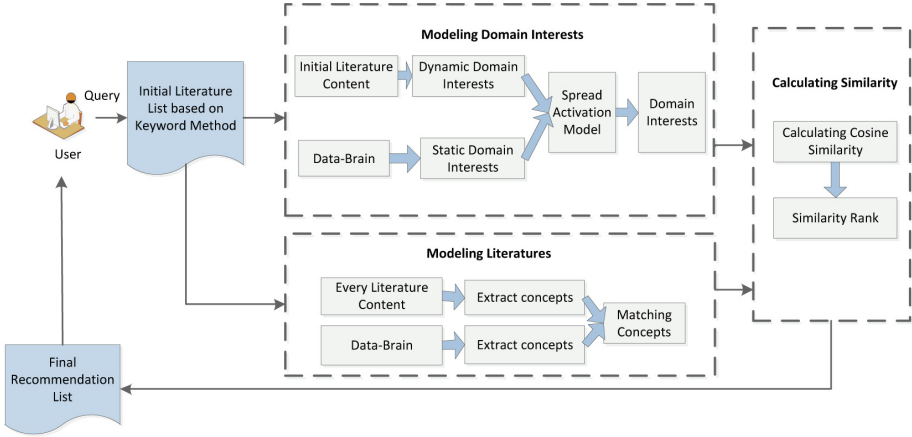 Query
User
Initial Literature
List based on
Keyword Method
Modeling Domain Interests
Initial Literature
Content
Dynamic Domain
Interests
Data-Brain
Static Domain
Interests
Spread
Activation
Model
Domain
Interests
Modeling Literatures
Every Literature
Content
Extract concepts
Data-Brain
Extract concepts
Matching
Concepts
Calculating Similarity
Calculating Cosine
Similarity
Similarity Rank
Final
Recommendation
List